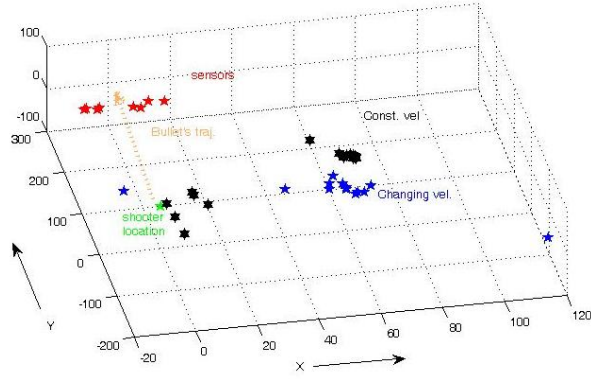 100
0
-100
300
200
100
0
-100
-200
sensors
Bullet's traj.
Const. vel
Changing vel.
shooter
location
-20
0
20
40
60
80
100
120
X
Y